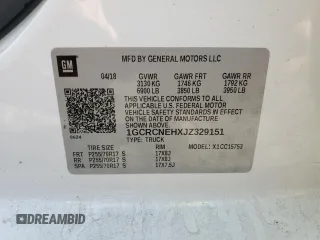 GM
MFD BY GENERAL MOTORS LLC
04/18 GVWR GAWR FRT GAWR RR
3130 KG 1746 KG 1792 KG
6900 LB 3850 LB 3950 LB
THIS VEHICLE CONFORMS TO ALL
APPLICABLE U.S. FEDERAL MOTOR
VEHICLE SAFETY STANDARDS IN
EFFECT ON THE DATE OF
MANUFACTURE SHOWN ABOVE.
1GCRCNEHXJZ329151
TYPE: TRUCK
MODEL: X1CC15753
TIRE SIZE RIM
FRT P255/70R17 S 17X8J
RR P255/70R17 S 17X8J
SPA P255/70R17 S 17X7.5J
© AutoBidMaster